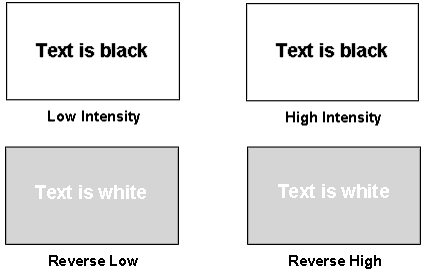 Text is black
Text is black
Low Intensity
High Intensity
Text is white
Text is white
Reverse Low
Reverse High